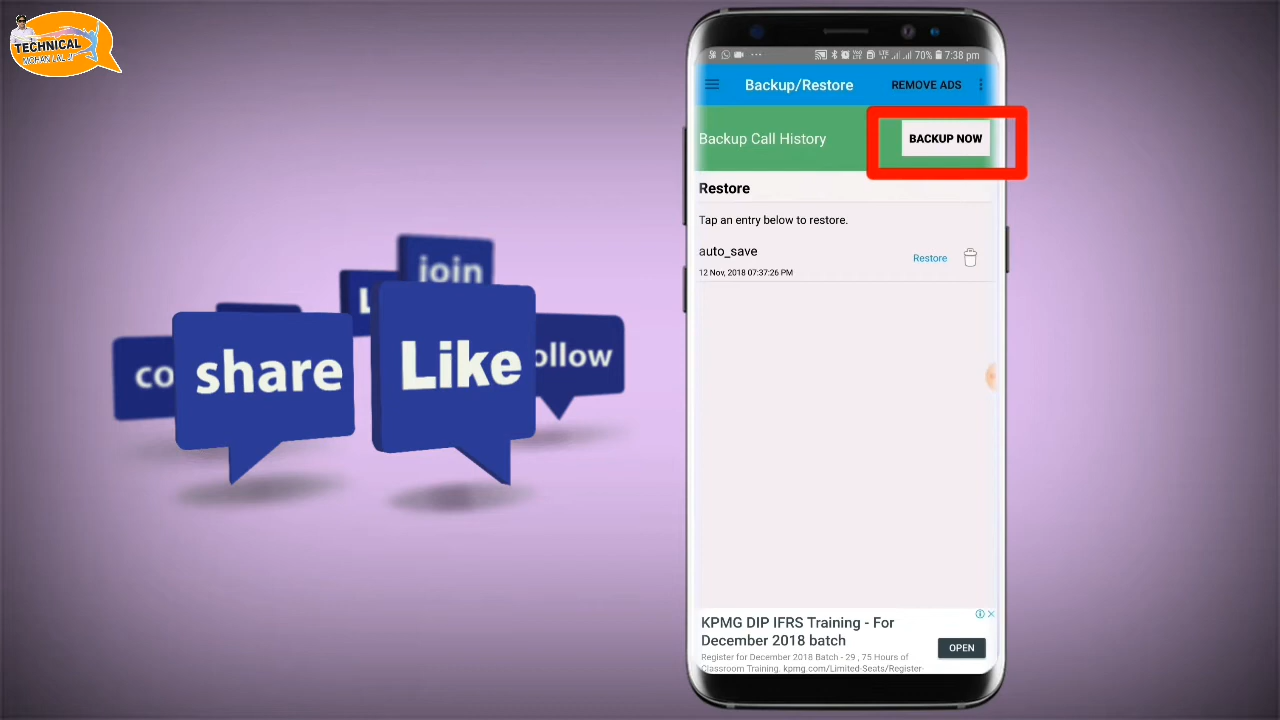 TECHNICAL
MOHAN LAL JI
join
L
co
share
Like
ollow
70% 7:38 pm
Backup/Restore
REMOVE ADS
Backup Call History
BACKUP NOW
Restore
Tap an entry below to restore.
auto_save
Restore
12 Nov, 2018 07:37:26 PM
KPMG DIP IFRS Training - For
December 2018 batch
OPEN
Register for December 2018 Batch - 29 , 75 Hours of
Classroom Training. kpmg.com/Limited-Seats/Register-